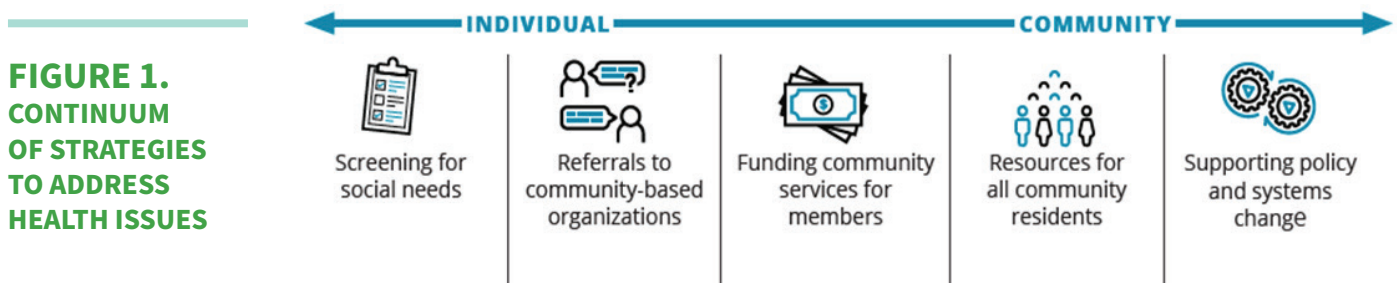 INDIVIDUAL COMMUNITY
FIGURE 1.
CONTINUUM
OF STRATEGIES
TO ADDRESS
HEALTH ISSUES
Screening for
social needs
?
Referrals to
community-based
organizations
$
Funding community
services for
members
Resources for
all community
residents
Supporting policy
and systems
change